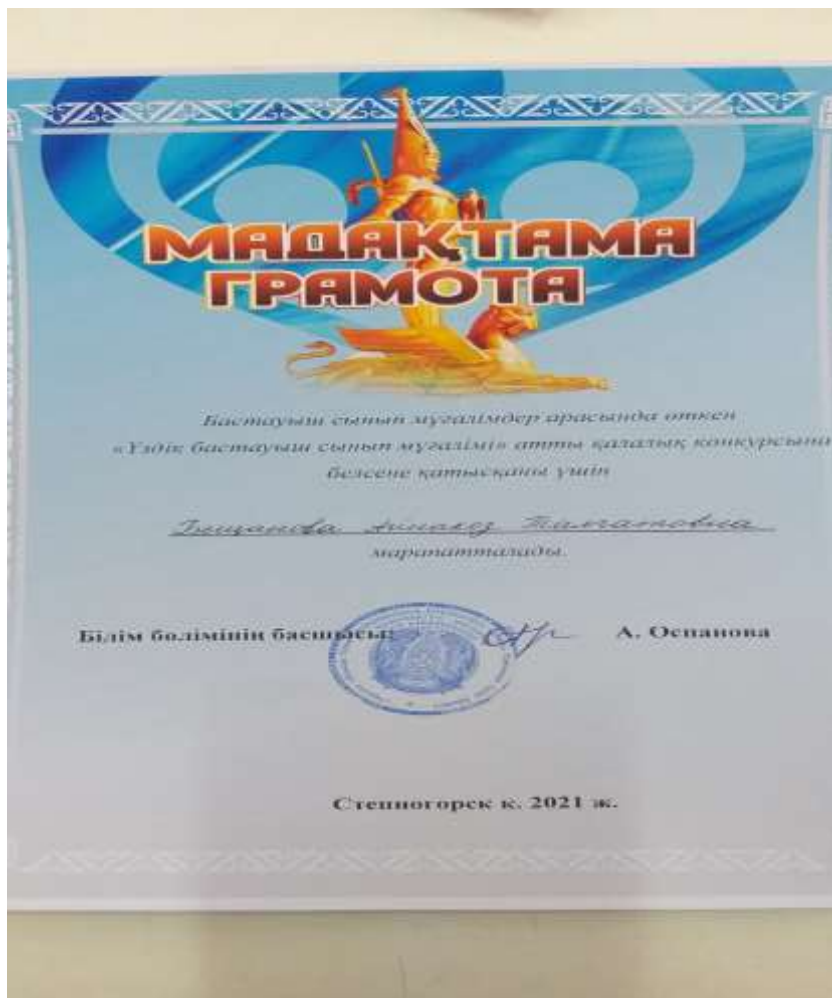 МАДАҚТАМА
ГРАМОТА
Бастауыш сынып мұғалімдер арасында өткен
«Үздік бастауыш сынып мұғалімі» атты қалалық конкурсына
белсене қатысқаны үшін
Талгатовна
марапатталады.
Білім бөлімінің басшысы: А. Оспанова
Степногорск қ. 2021 ж.